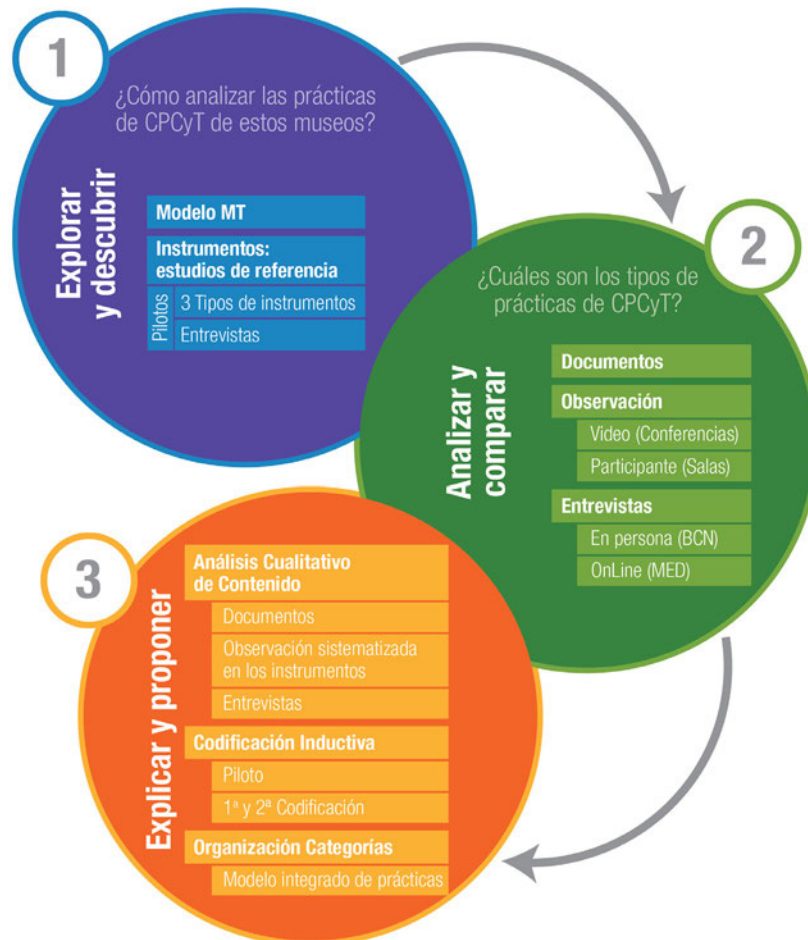 1
¿Cómo analizar las prácticas
de CPCyT de estos museos?
Explorar
y descubrir
Modelo MT
Instrumentos:
estudios de referencia
Pilotos
3 Tipos de instrumentos
Entrevistas
2
¿Cuáles son los tipos de
prácticas de CPCyT?
Analizar y
comparar
Documentos
Observación
Video (Conferencias)
Participante (Salas)
Entrevistas
En persona (BCN)
OnLine (MED)
3
Explicar y proponer
Análisis Cualitativo
de Contenido
Documentos
Observación sistematizada
en los instrumentos
Entrevistas
Codificación Inductiva
Piloto
1ª y 2ª Codificación
Organización Categorías
Modelo integrado de prácticas